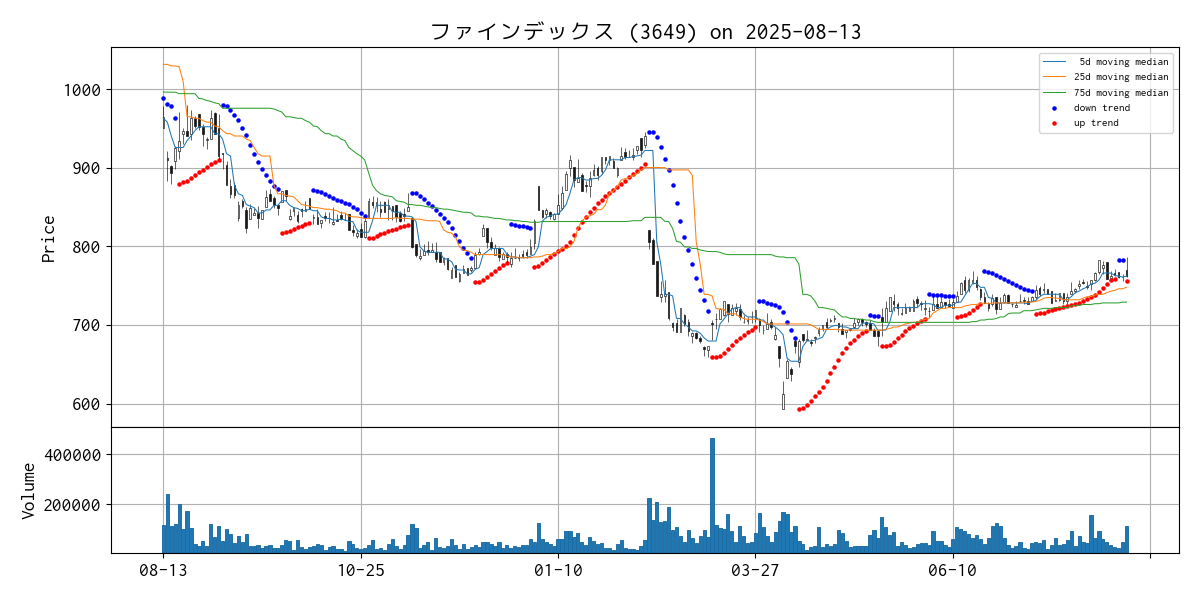 ファインデックス (3649) on 2025-08-13
5d moving median
25d moving median
75d moving median
down trend
up trend
Price
1000
900
800
700
600
Volume
400000
200000
08-13
10-25
01-10
03-27
06-10